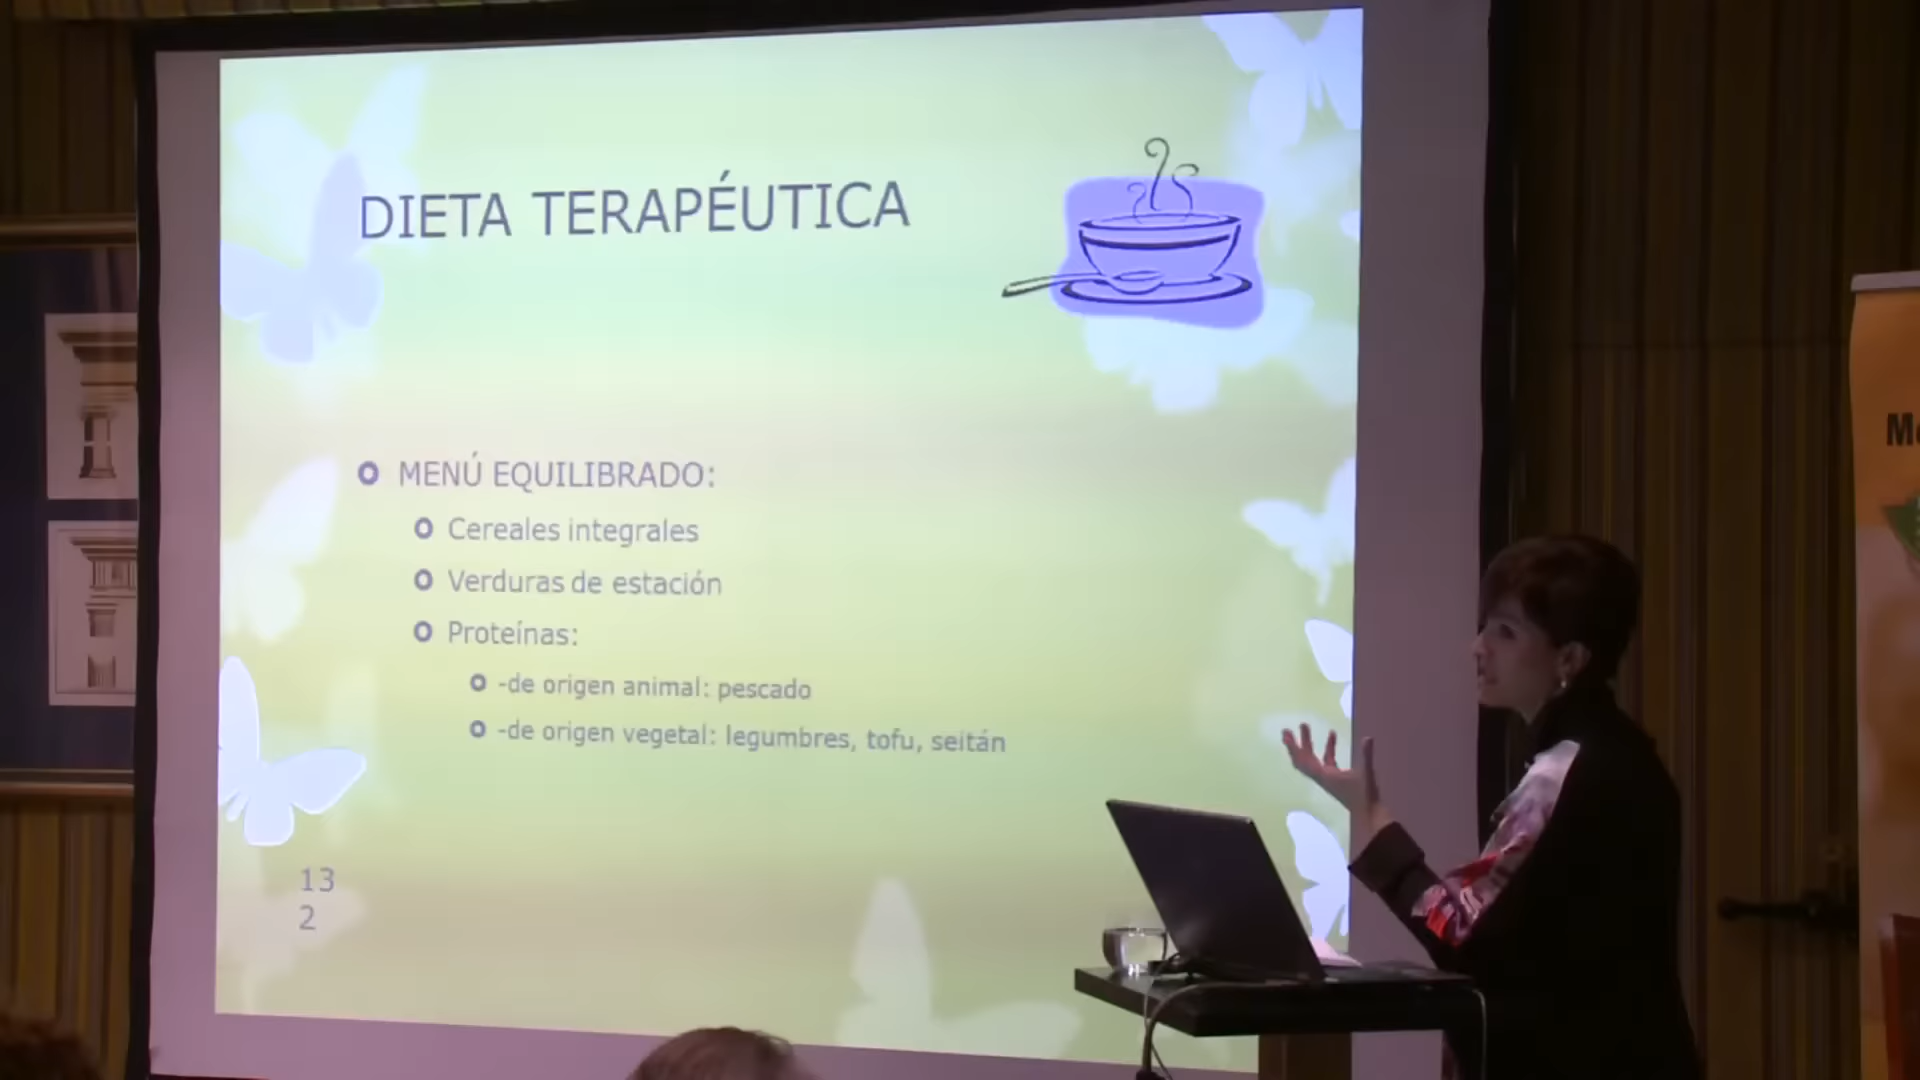 DIETA TERAPÉUTICA
MENÚ EQUILIBRADO:
Cereales integrales
Verduras de estación
Proteínas:
-de origen animal: pescado
-de origen vegetal: legumbres, tofu, seitán
13
2